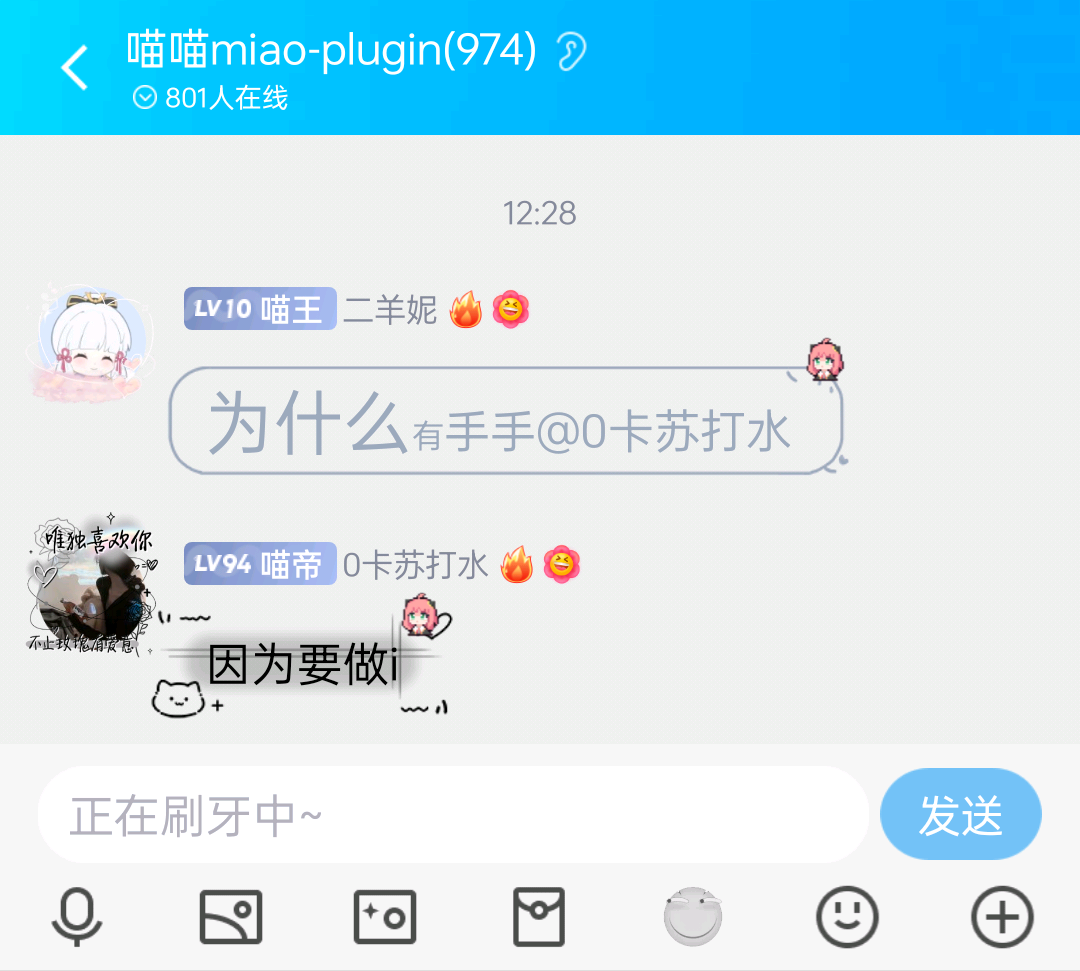 喵喵miao-plugin(974)
801人在线
12:28
LV10 喵王 二羊妮
为什么有手手@0卡苏打水
唯独喜欢你
不止玫瑰有爱意
LV94 喵帝 0卡苏打水
因为要做i
正在刷牙中~
发送